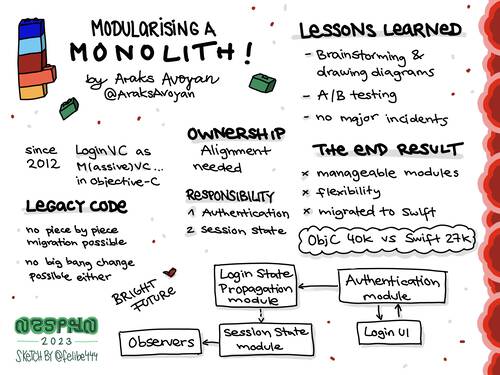 MODULARISING A
MONOLITH!
by Araks Avoyan
@AraksAvoyan
since
2012
LoginVC as
M(assive)VC...
in Objective-C
LEGACY CODE
no piece by piece
migration possible
no big bang change
possible either
OWNERSHIP
Alignment
needed
RESPONSIBILITY
1 Authentication
2 session state
LESSONS LEARNED
- Brainstorming &
drawing diagrams
- A/B testing
- no major incidents
THE END RESULT
x manageable modules
x flexibility
x migrated to Swift
ObjC 40k vs Swift 27k
BRIGHT
FUTURE
Login State
Propagation
module
Authentication
module
Login UI
Session State
module
Observers
2023
SKETCH BY @felibe444